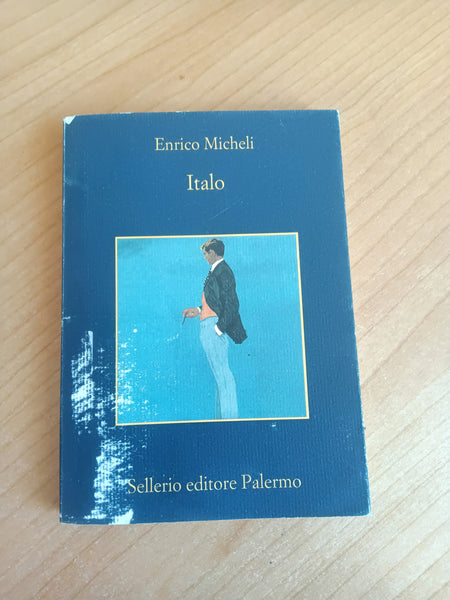 Enrico Micheli
Italo
Sellerio editore Palermo